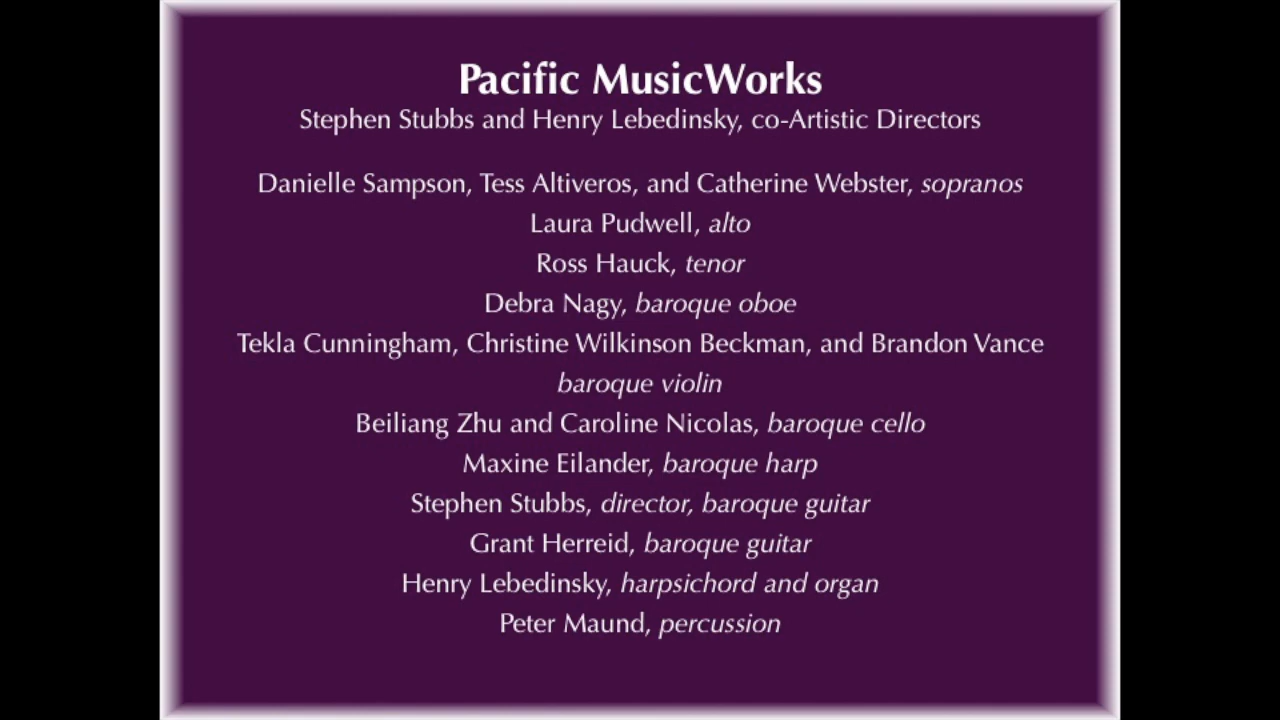 Pacific MusicWorks
Stephen Stubbs and Henry Lebedinsky, co-Artistic Directors
Danielle Sampson, Tess Altiveros, and Catherine Webster, sopranos
Laura Pudwell, alto
Ross Hauck, tenor
Debra Nagy, baroque oboe
Tekla Cunningham, Christine Wilkinson Beckman, and Brandon Vance
baroque violin
Beiliang Zhu and Caroline Nicolas, baroque cello
Maxine Eilander, baroque harp
Stephen Stubbs, director, baroque guitar
Grant Herreid, baroque guitar
Henry Lebedinsky, harpsichord and organ
Peter Maund, percussion